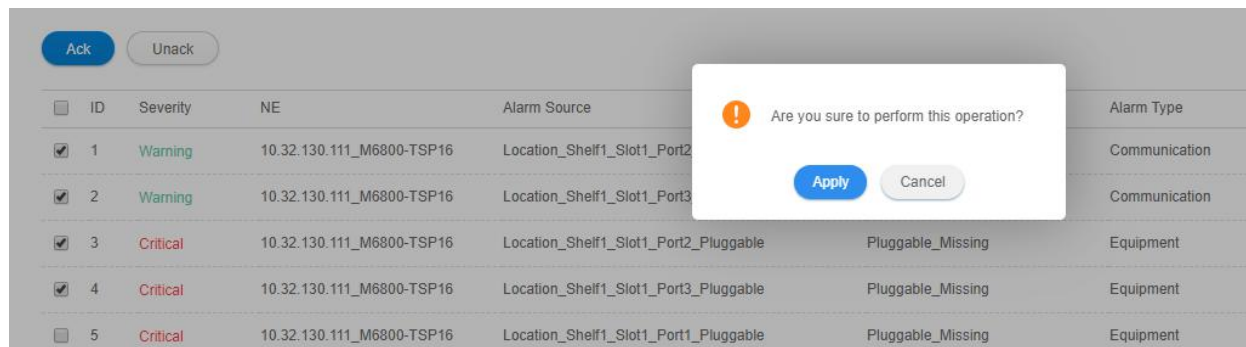 Ack Unack
ID Severity NE Alarm Source Alarm Type
Are you sure to perform this operation?
1 Warning 10.32.130.111_M6800-TSP16 Location_Shelf1_Slot1_Port2 Communication
Apply Cancel
2 Warning 10.32.130.111_M6800-TSP16 Location_Shelf1_Slot1_Port3 Communication
3 Critical 10.32.130.111_M6800-TSP16 Location_Shelf1_Slot1_Port2_Pluggable Pluggable_Missing Equipment
4 Critical 10.32.130.111_M6800-TSP16 Location_Shelf1_Slot1_Port3_Pluggable Pluggable_Missing Equipment
5 Critical 10.32.130.111_M6800-TSP16 Location_Shelf1_Slot1_Port1_Pluggable Pluggable_Missing Equipment